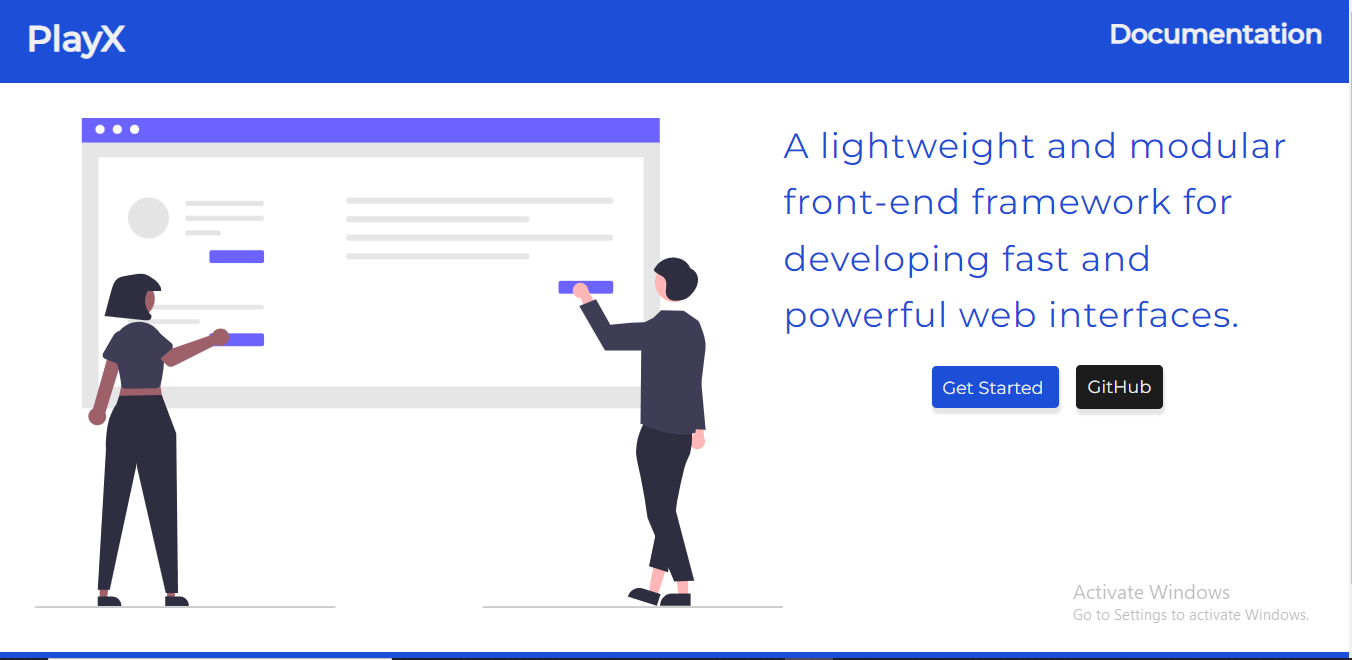 PlayX
Documentation
A lightweight and modular
front-end framework for
developing fast and
powerful web interfaces.
Get Started
GitHub
Activate Windows
Go to Settings to activate Windows.